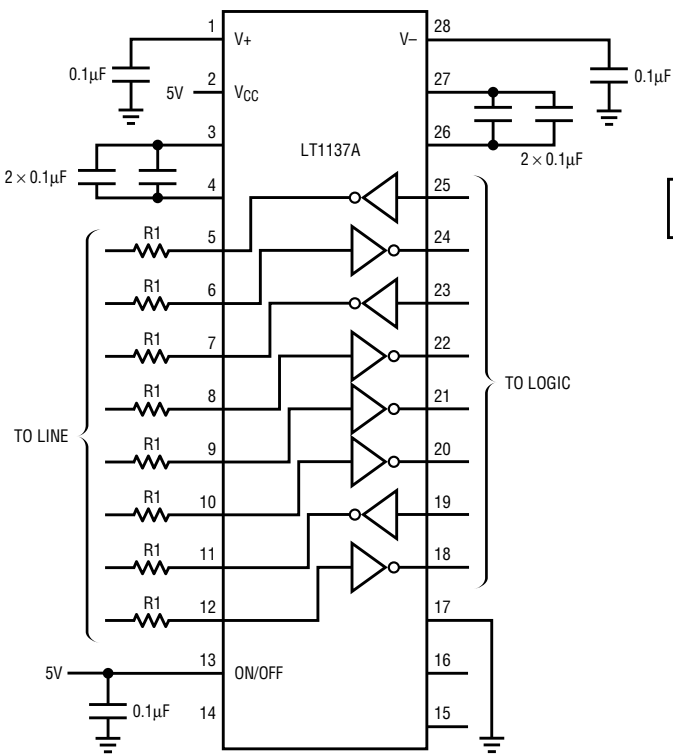 1
V+
V–
28
0.1µF
0.1µF
5V
2
VCC
27
3
26
LT1137A
2 × 0.1µF
2 × 0.1µF
4
25
R1
5
24
R1
6
23
R1
7
22
R1
8
21
TO LOGIC
TO LINE
R1
9
20
R1
10
19
R1
11
18
R1
12
17
5V
13
ON/OFF
16
0.1µF
14
15